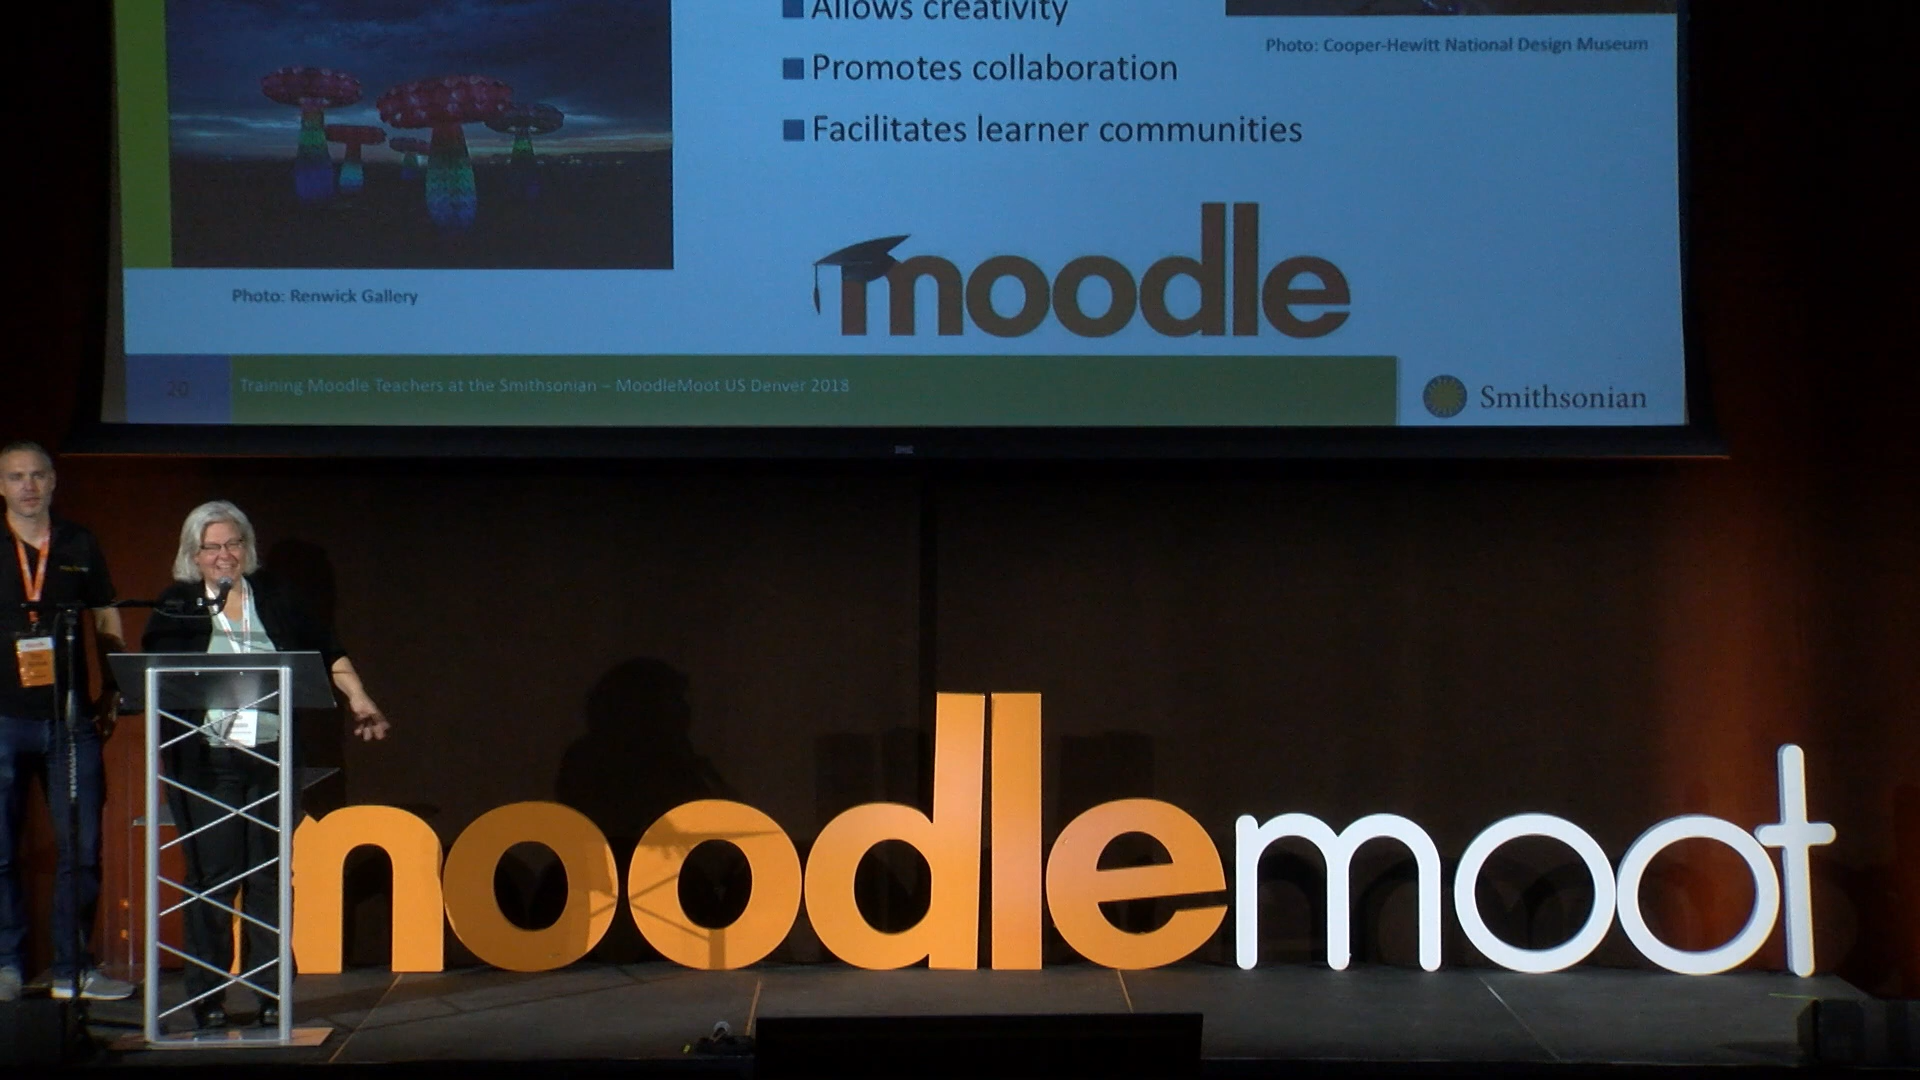 Allows creativity
Photo: Cooper-Hewitt National Design Museum
Promotes collaboration
Facilitates learner communities
moodle
Photo: Renwick Gallery
20
Training Moodle Teachers at the Smithsonian – MoodleMoot US Denver 2018
Smithsonian
moodlemoot